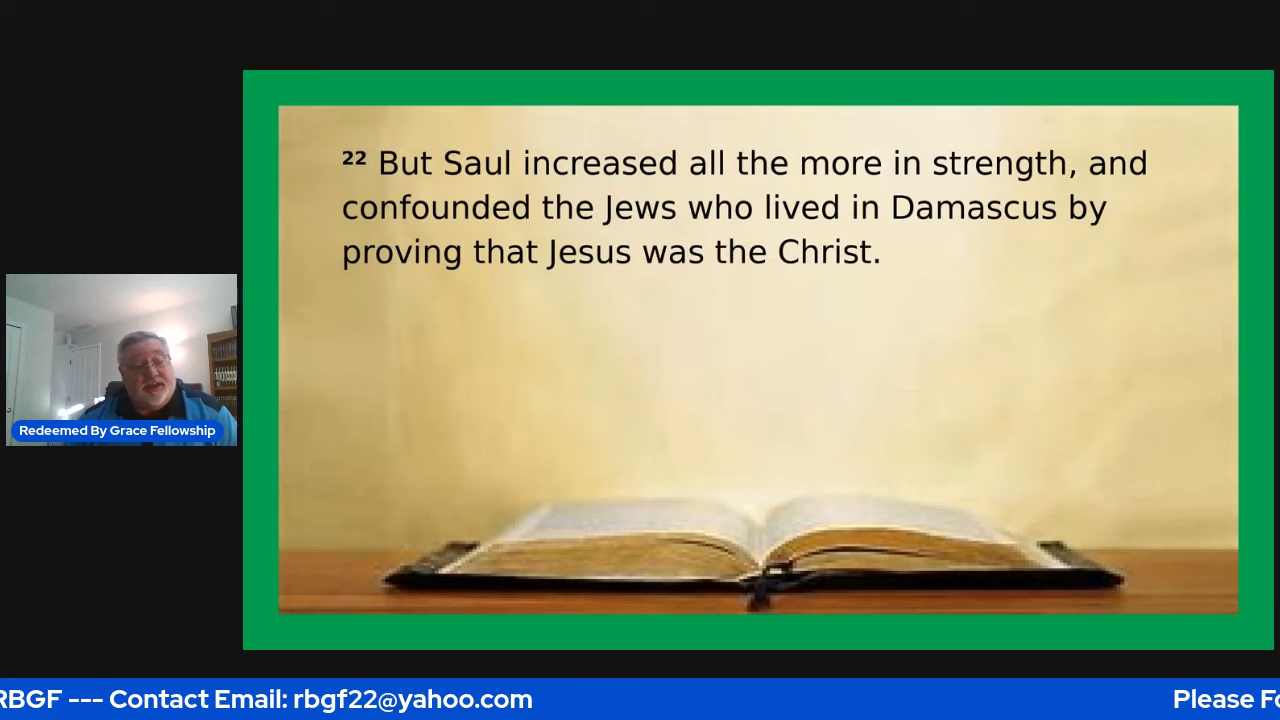 ²² But Saul increased all the more in strength, and
confounded the Jews who lived in Damascus by
proving that Jesus was the Christ.
Redeemed By Grace Fellowship
RBGF --- Contact Email: rbgf22@yahoo.com
Please